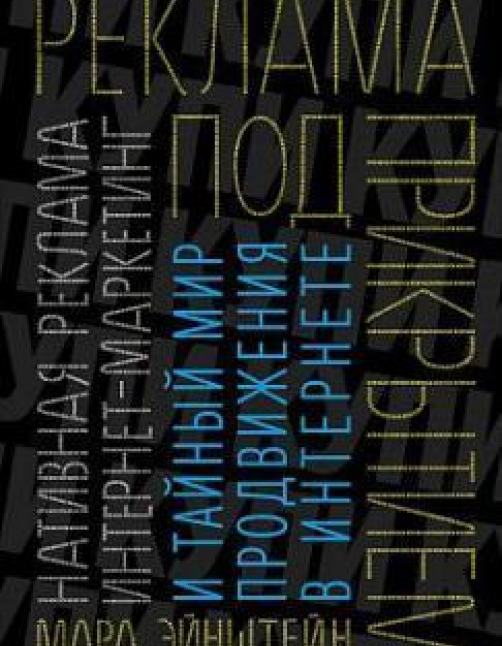 РЕКЛАМА
ПОД
ПРИКРЫТИЕМ
НАТИВНАЯ РЕКЛАМА
ИНТЕРНЕТ-МАРКЕТИНГ
И ТАЙНЫЙ МИР
ПРОДВИЖЕНИЯ
В ИНТЕРНЕТЕ
МАРА ЭЙНШТЕЙН